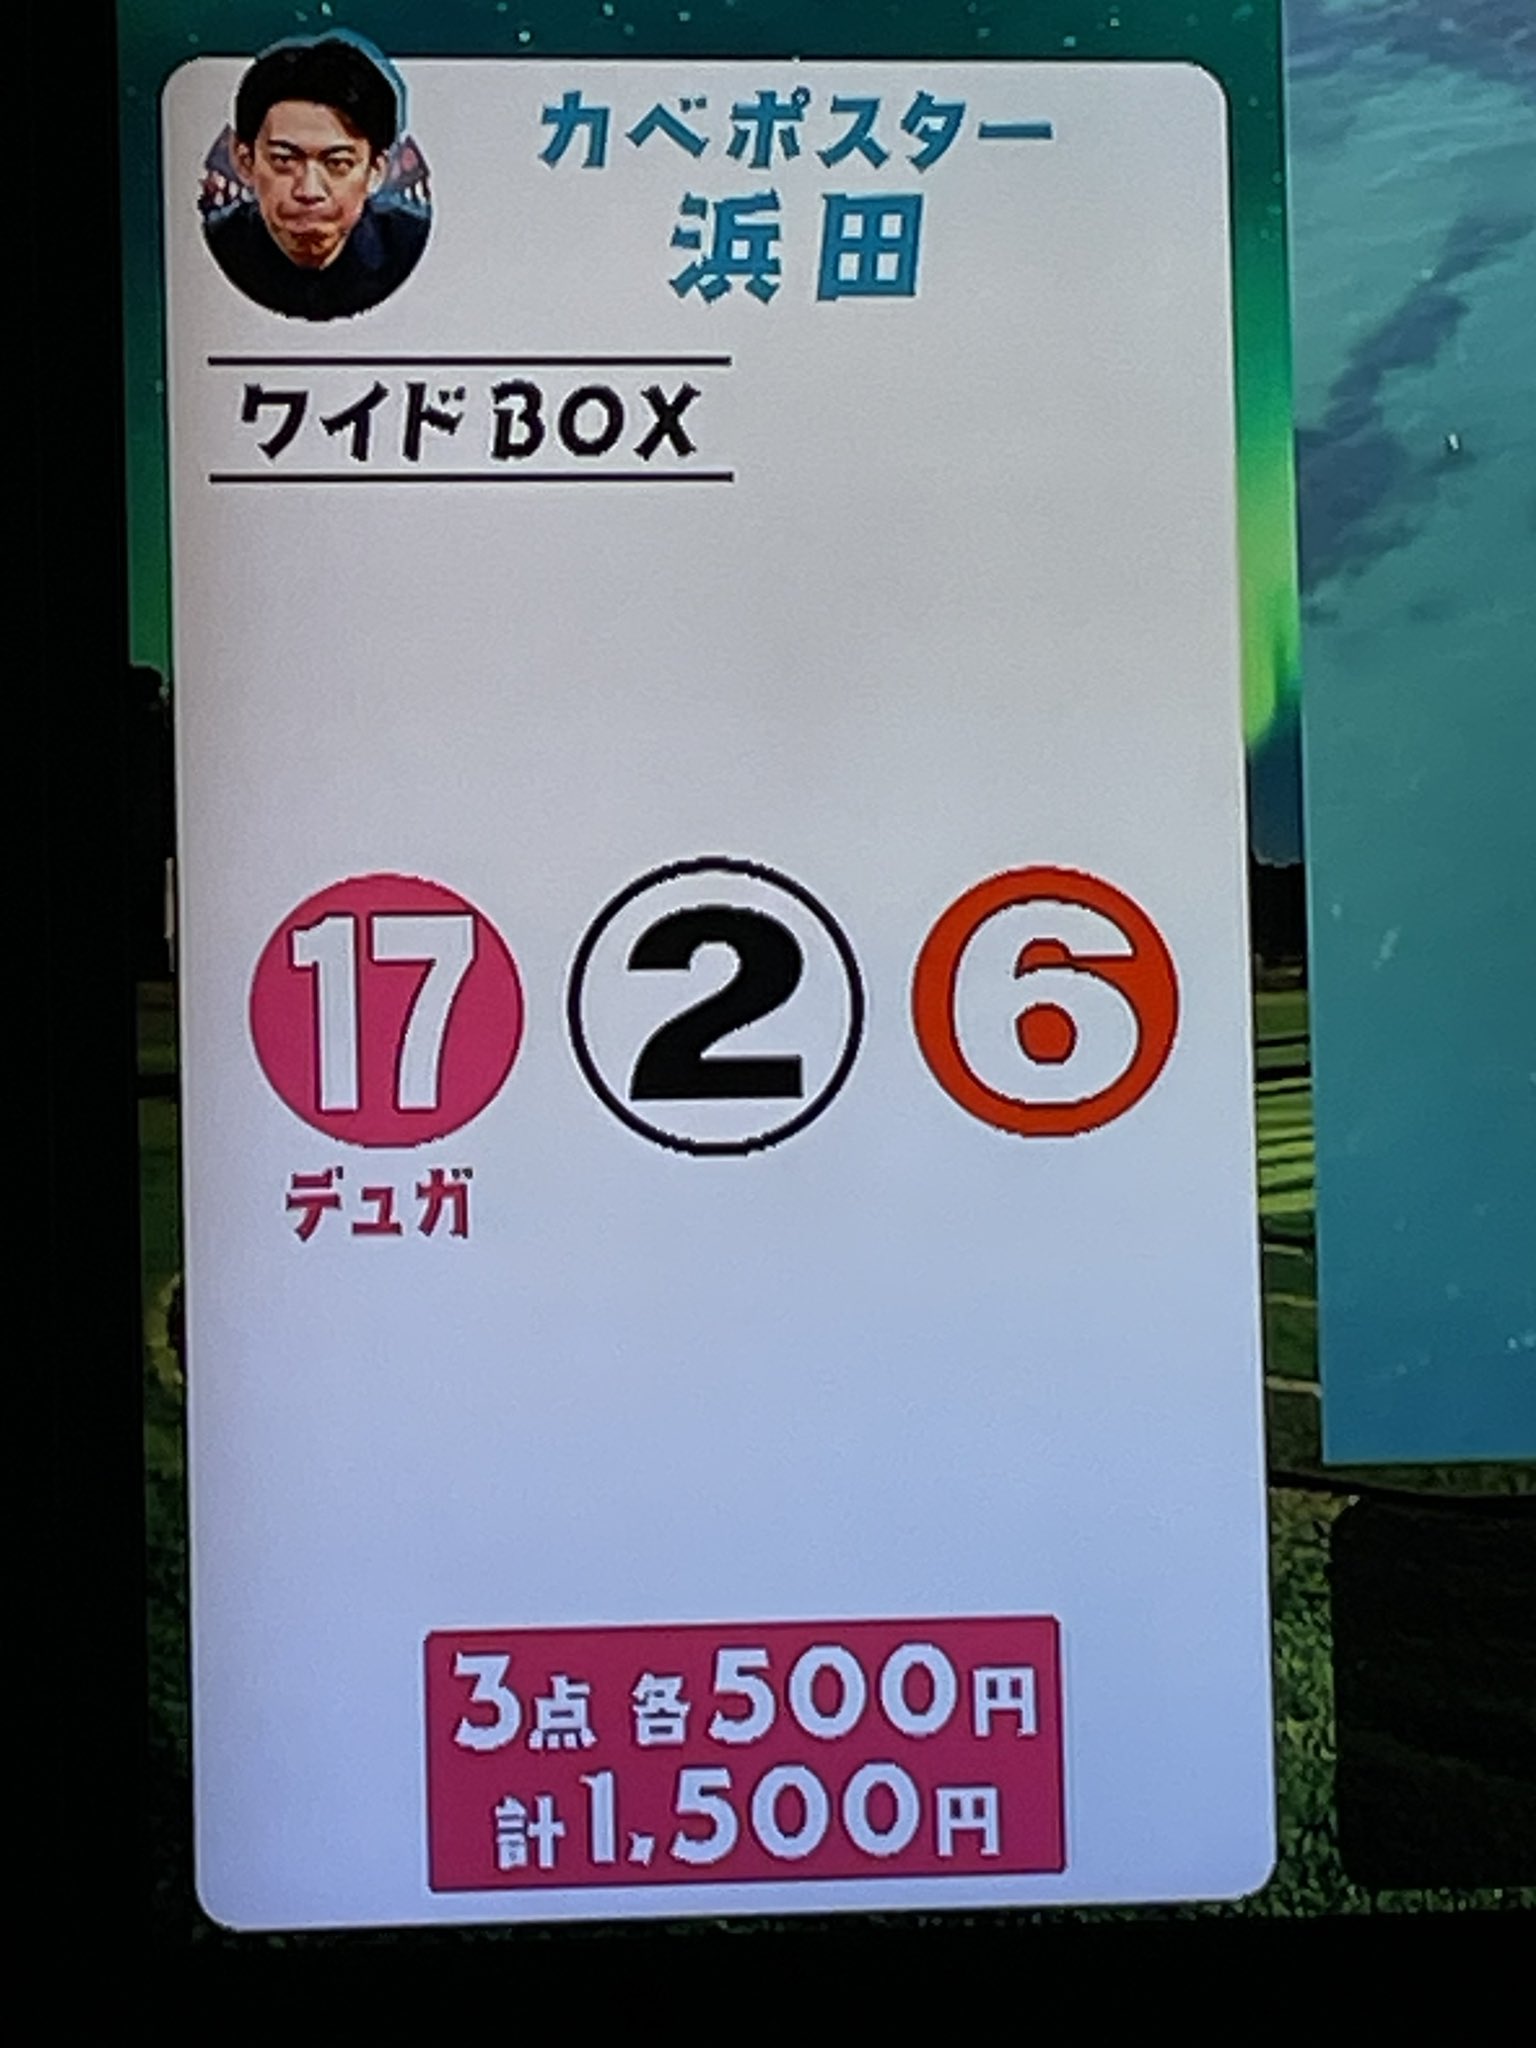 カベポスター
浜田
ワイドBOX
17 2 6
デュガ
3点 各500円
計1,500円